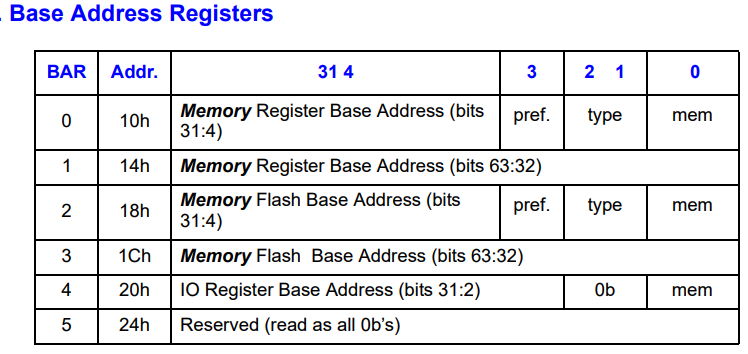 . Base Address Registers
BAR Addr. 31 4 3 2 1 0
0 10h Memory Register Base Address (bits
31:4) pref. type mem
1 14h Memory Register Base Address (bits 63:32)
2 18h Memory Flash Base Address (bits
31:4) pref. type mem
3 1Ch Memory Flash Base Address (bits 63:32)
4 20h IO Register Base Address (bits 31:2) 0b mem
5 24h Reserved (read as all 0b's)